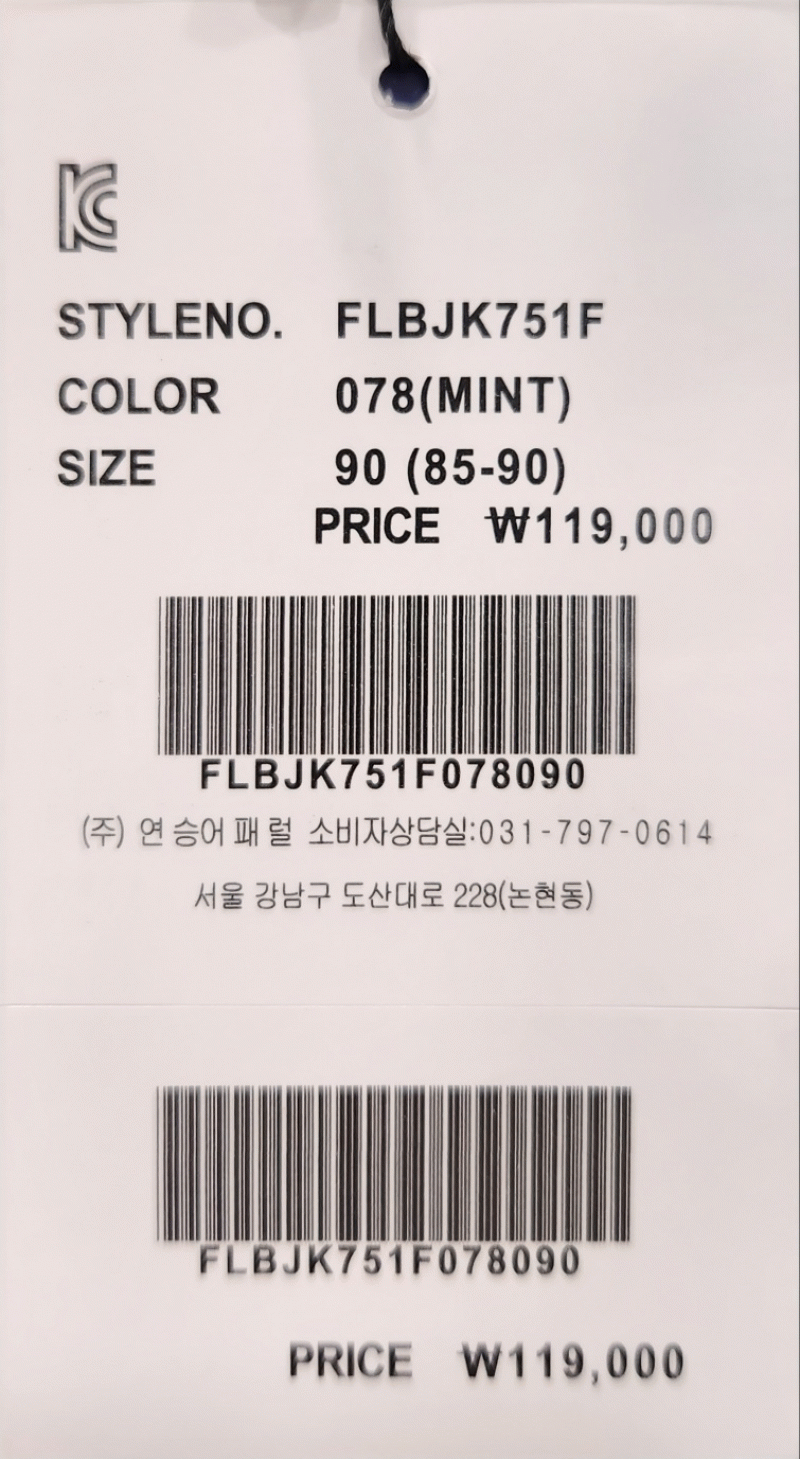 KC
STYLENO. FLBJK751F
COLOR 078(MINT)
SIZE 90 (85-90)
PRICE ₩119,000
FLBJK751F078090
(주) 연승어패럴 소비자상담실:031-797-0614
서울 강남구 도산대로 228(논현동)
FLBJK751F078090
PRICE ₩119,000